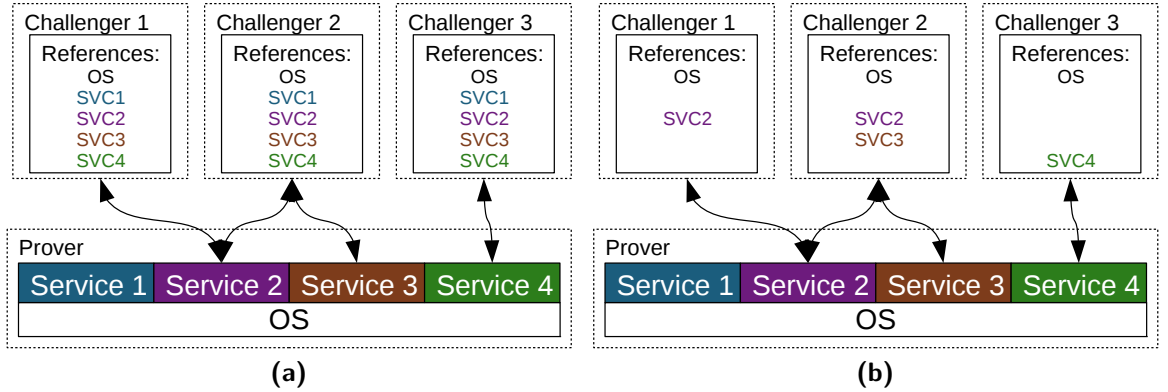 Challenger 1
References:
OS
SVC1
SVC2
SVC3
SVC4
Challenger 2
References:
OS
SVC1
SVC2
SVC3
SVC4
Challenger 3
References:
OS
SVC1
SVC2
SVC3
SVC4
Prover
Service 1 Service 2 Service 3 Service 4
OS
(a)
Challenger 1
References:
OS
SVC2
Challenger 2
References:
OS
SVC2
SVC3
Challenger 3
References:
OS
SVC4
Prover
Service 1 Service 2 Service 3 Service 4
OS
(b)